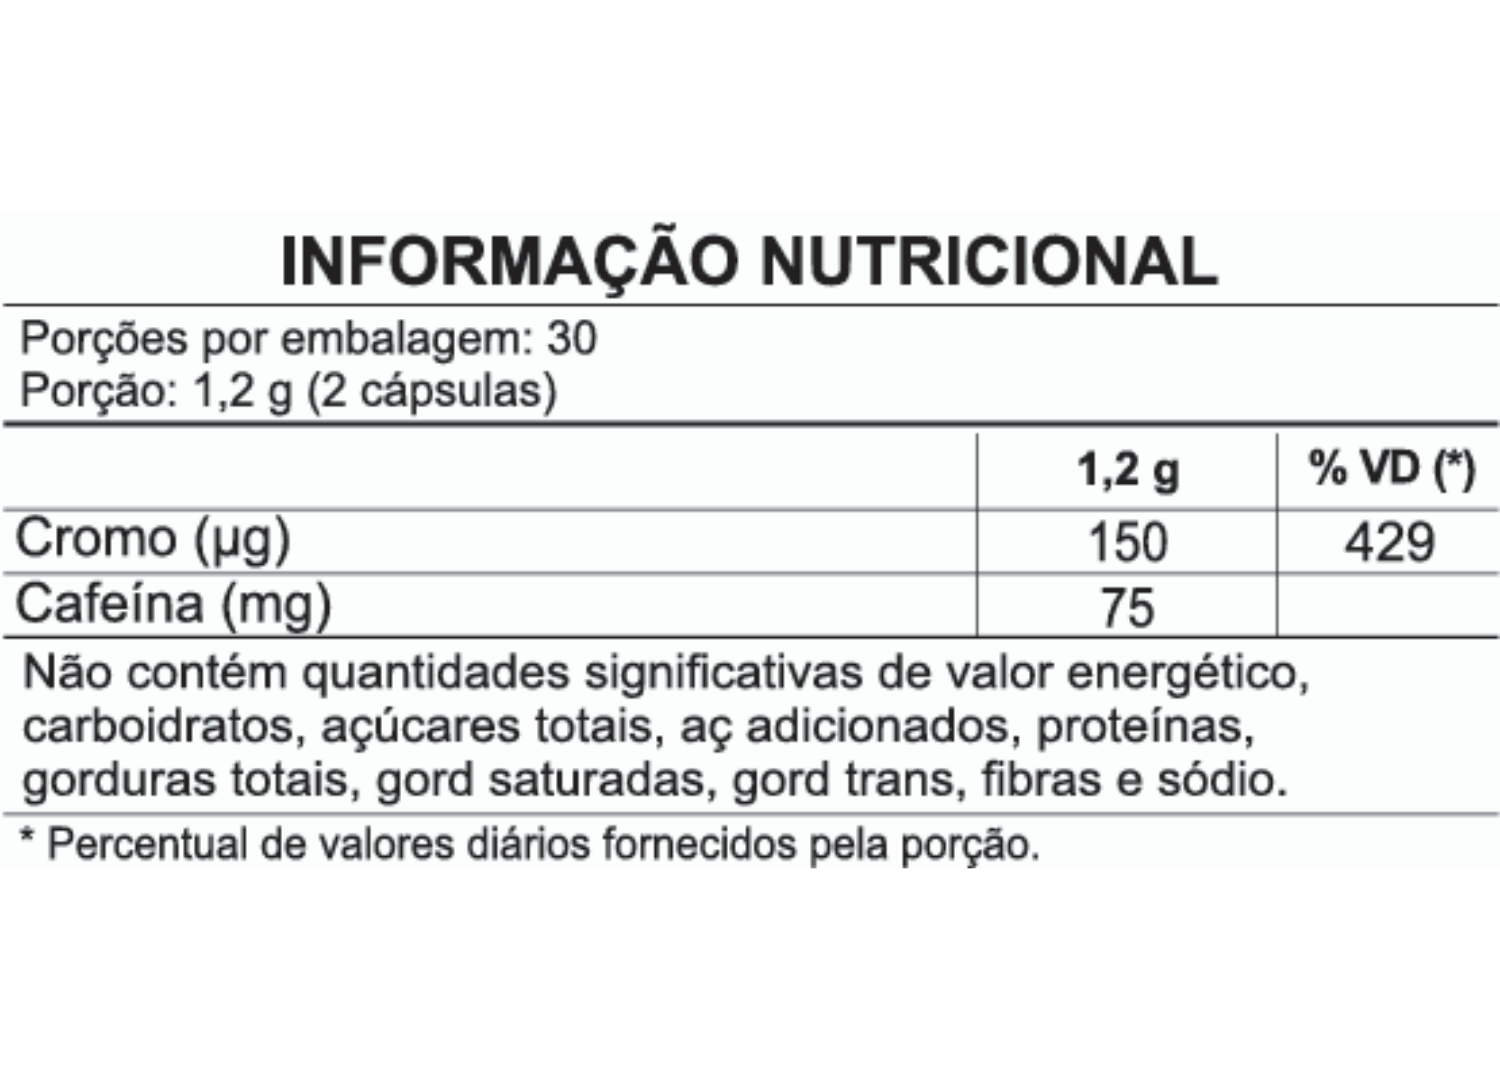 INFORMAÇÃO NUTRICIONAL
Porções por embalagem: 30
Porção: 1,2 g (2 cápsulas)
1,2 g % VD (*)
Cromo (µg) 150 429
Cafeína (mg) 75
Não contém quantidades significativas de valor energético,
carboidratos, açúcares totais, aç adicionados, proteínas,
gorduras totais, gord saturadas, gord trans, fibras e sódio.
* Percentual de valores diários fornecidos pela porção.